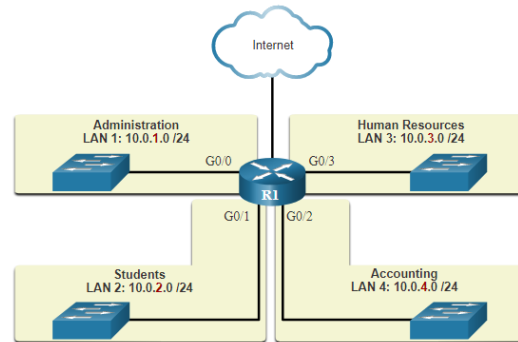 Internet
Administration
LAN 1: 10.0.1.0 /24
Human Resources
LAN 3: 10.0.3.0 /24
G0/0
G0/3
R1
G0/1
G0/2
Students
LAN 2: 10.0.2.0 /24
Accounting
LAN 4: 10.0.4.0 /24